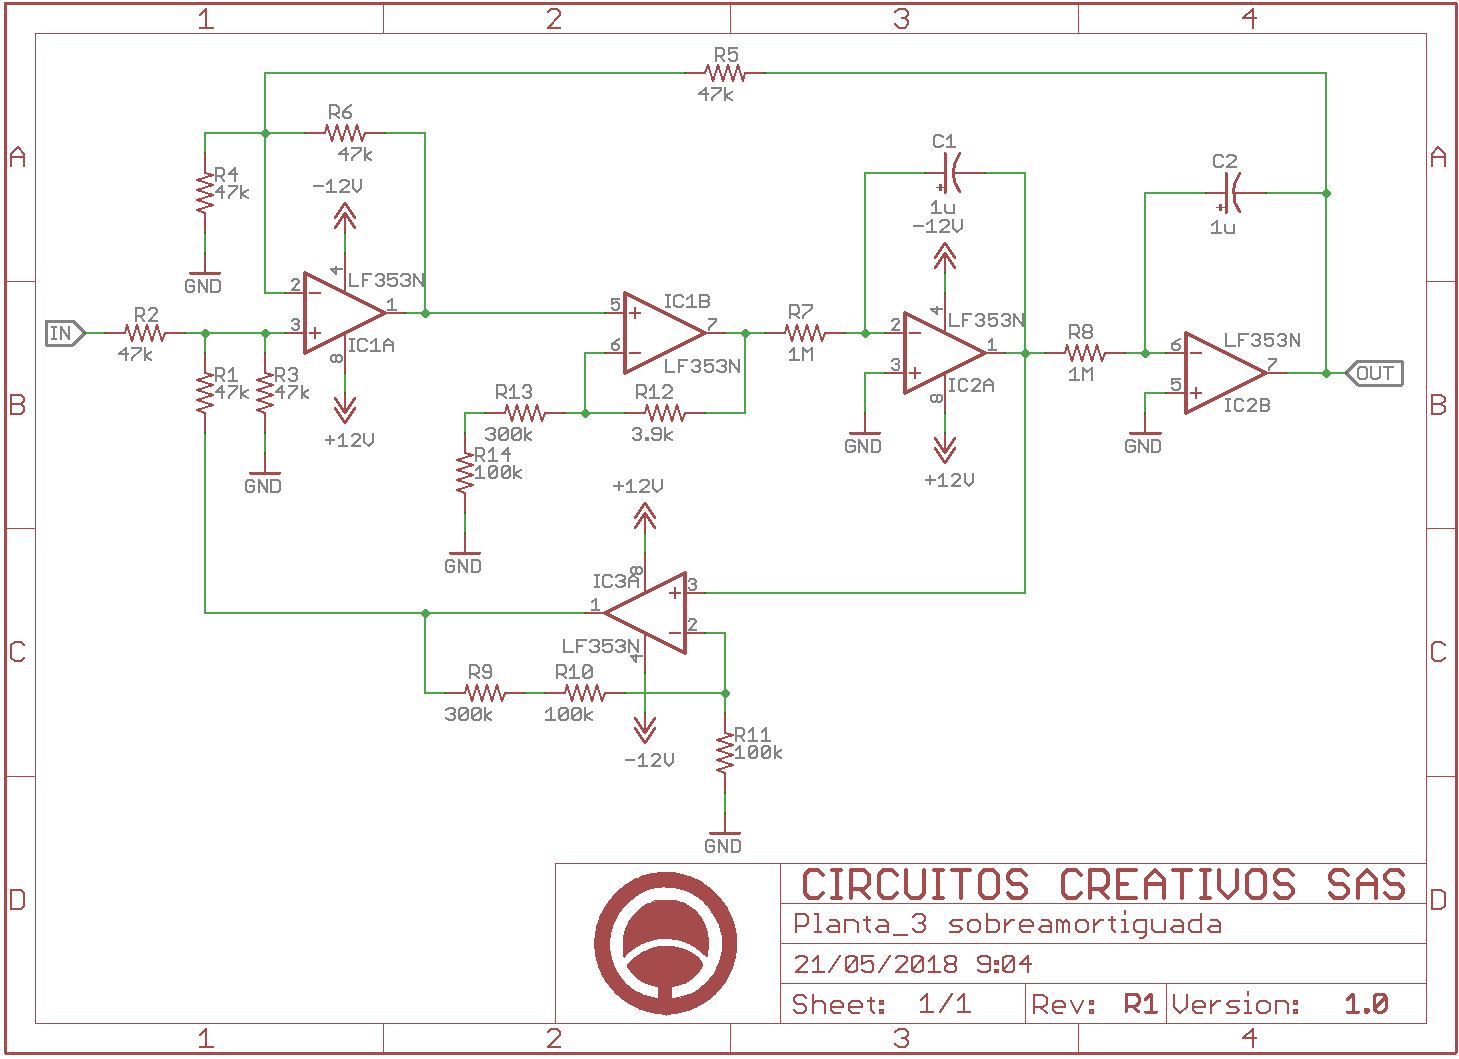 1 2 3 4
R5
47k
R6
47k
C1
1u
C2
1u
A A
R4
47k
-12V
-12V
GND
4
LF353N
2
1
3
IC1A
8
+12V
IN
R2
47k
R1
47k
R3
47k
GND
5
IC1B
7
6
LF353N
R13
300k
R12
3.9k
R14
100k
GND
R7
1M
4
LF353N
2
1
3
IC2A
8
GND
+12V
R8
1M
6
LF353N
7
5
IC2B
GND
OUT
B B
+12V
8
IC3A
3
1
2
LF353N
4
R9
300k
R10
100k
-12V
R11
100k
GND
C C
D D
CIRCUITOS CREATIVOS SAS
Planta_3 sobreamortiguada
21/05/2018 9:04
Sheet: 1/1 Rev: R1 Version: 1.0
1 2 3 4